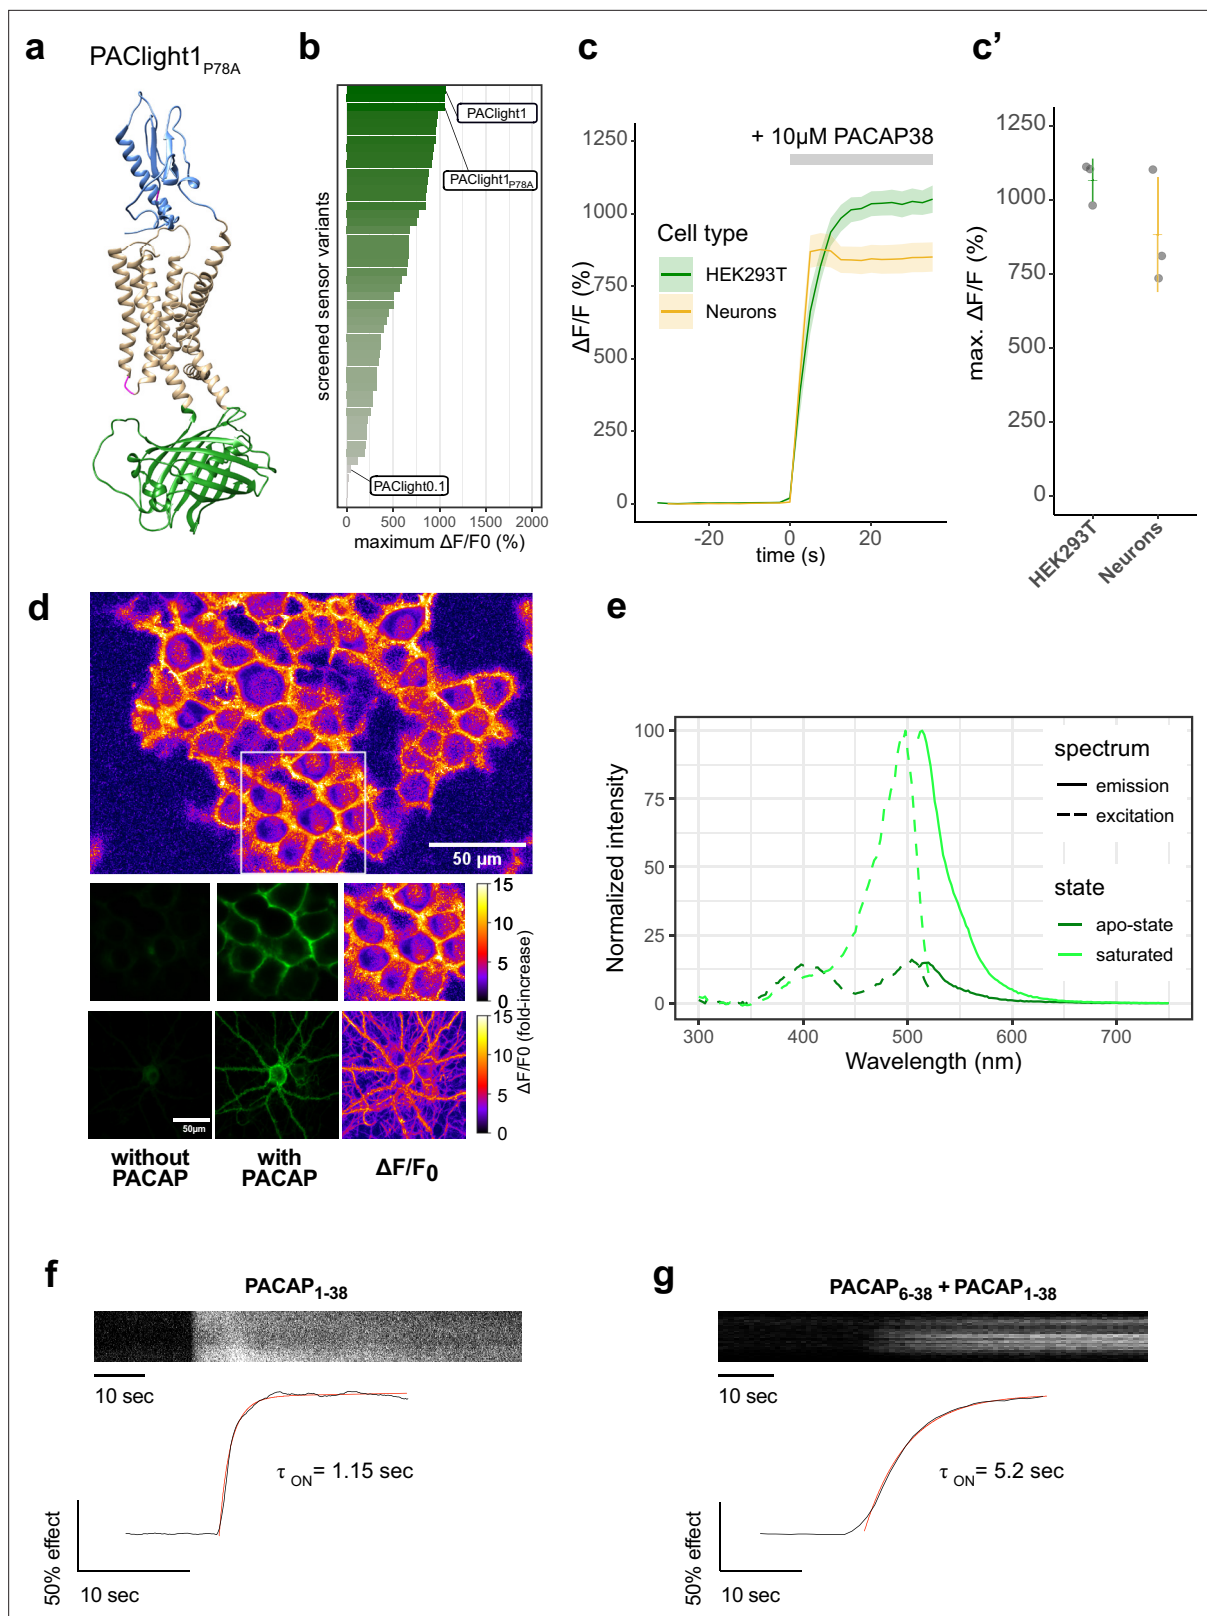 a
PAClight1P78A
b
screened sensor variants
PAClight1
PAClight1P78A
PAClight0.1
0 500 1000 1500 2000
maximum ΔF/F0 (%)
c
+ 10µM PACAP38
ΔF/F (%)
1250
1000
750
500
250
0
Cell type
HEK293T
Neurons
-20 0 20
time (s)
c'
max. ΔF/F (%)
1250
1000
750
500
250
0
HEK293T
Neurons
d
50 µm
15
10
5
0
15
10
5
0
ΔF/F0 (fold-increase)
50µm
without PACAP
with PACAP
ΔF/F0
e
Normalized intensity
100
75
50
25
0
spectrum
emission
excitation
state
apo-state
saturated
300 400 500 600 700
Wavelength (nm)
f
PACAP1-38
10 sec
τ ON = 1.15 sec
50% effect
10 sec
g
PACAP6-38 + PACAP1-38
10 sec
τ ON = 5.2 sec
50% effect
10 sec